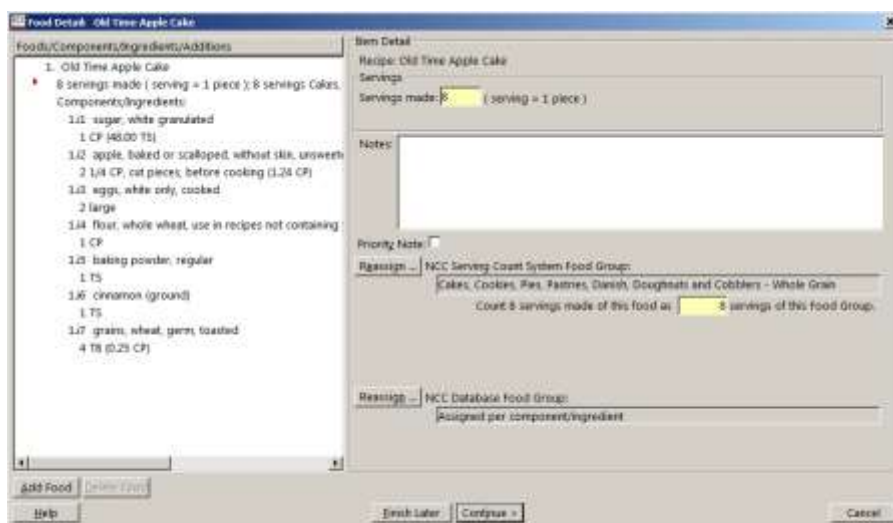 Food Detail: Old Time Apple Cake
Foods/Components/Ingredients/Additions
1. Old Time Apple Cake
8 servings made ( serving = 1 piece ); 8 servings Cakes,
Components/Ingredients:
1.i1 sugar, white granulated
1 CP (48.00 TS)
1.i2 apple, baked or scalloped, without skin, unsweete
2 1/4 CP, cut pieces, before cooking (1.24 CP)
1.i3 eggs, white only, cooked
2 large
1.i4 flour, whole wheat, use in recipes not containing
1 CP
1.i5 baking powder, regular
1 TS
1.i6 cinnamon (ground)
1 TS
1.i7 grains, wheat, germ, toasted
4 TB (0.25 CP)
Add Food
Delete Food
Help
Item Detail
Recipe: Old Time Apple Cake
Servings
Servings made: 8 ( serving = 1 piece )
Notes:
Priority Note:
Reassign ... NCC Serving Count System Food Group:
Cakes, Cookies, Pies, Pastries, Danish, Doughnuts and Cobblers - Whole Grain
Count 8 servings made of this food as 8 servings of this Food Group.
Reassign ... NCC Database Food Group:
Assigned per component/ingredient
Finish Later Continue > Cancel